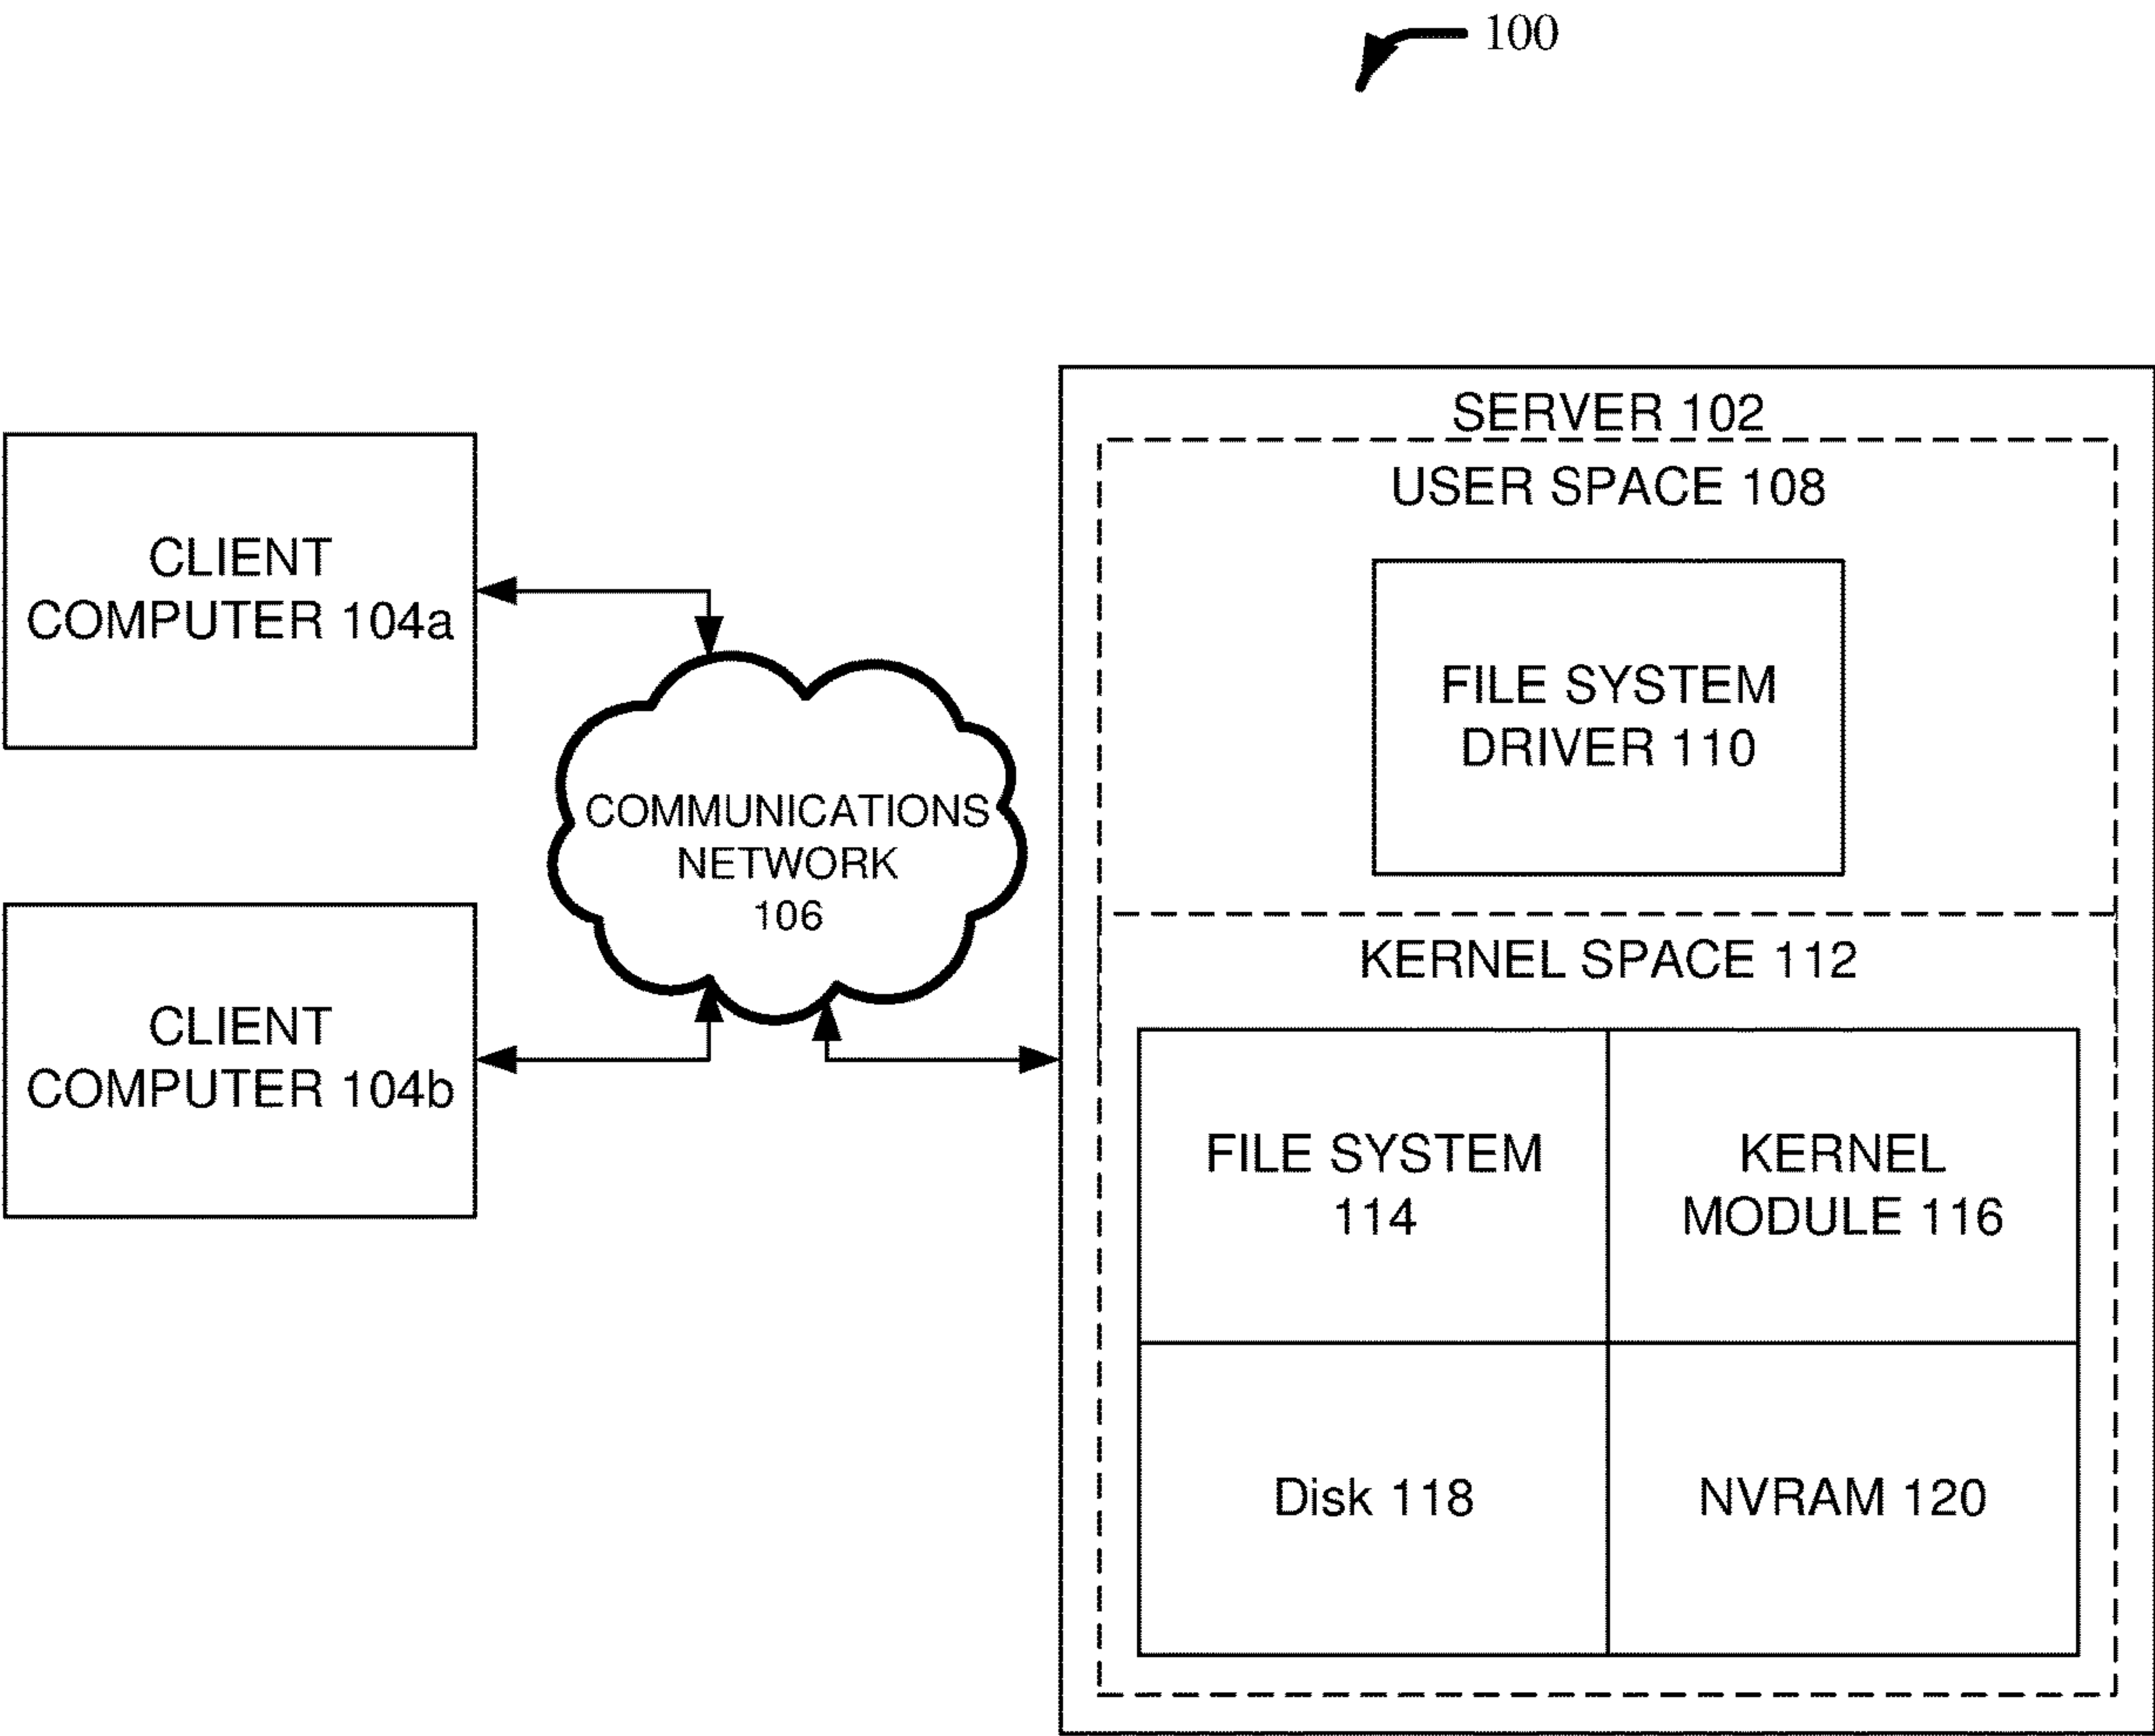 100
CLIENT
COMPUTER 104a
CLIENT
COMPUTER 104b
COMMUNICATIONS
NETWORK
106
SERVER 102
USER SPACE 108
FILE SYSTEM
DRIVER 110
KERNEL SPACE 112
FILE SYSTEM
114
KERNEL
MODULE 116
Disk 118
NVRAM 120